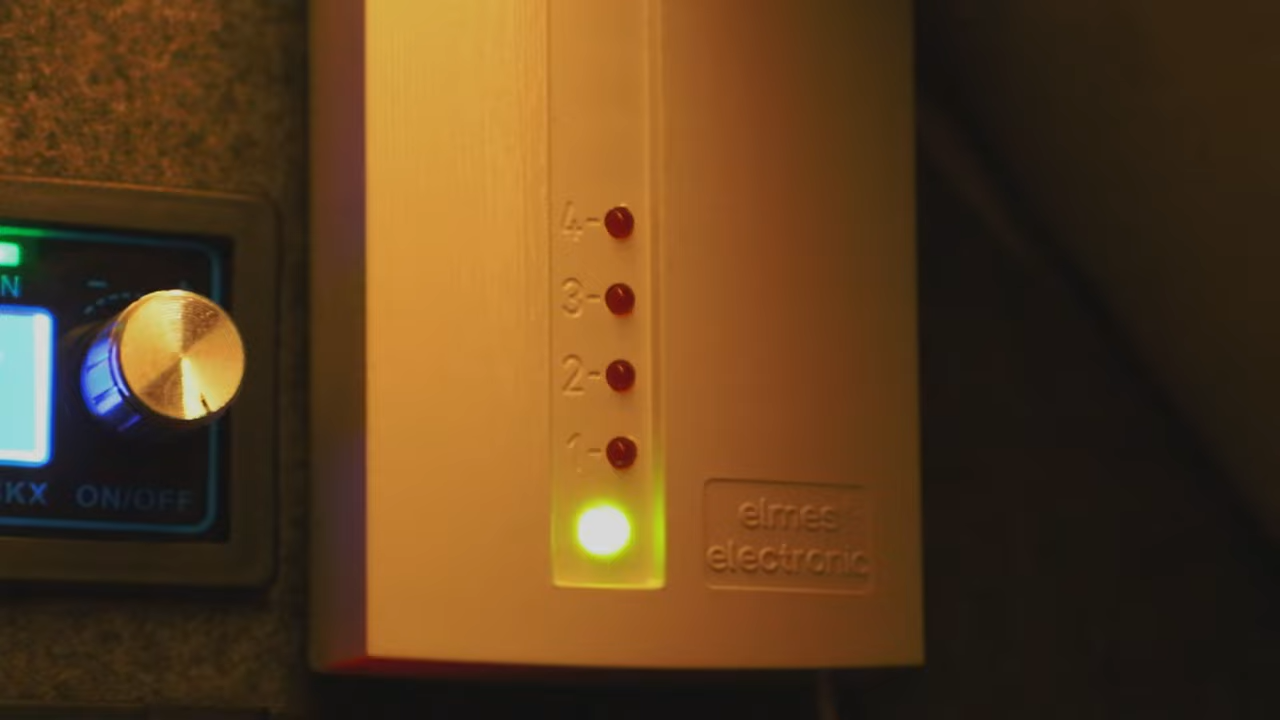 4-
3-
2-
1-
elmes
electronic
N
KX
ON/OFF